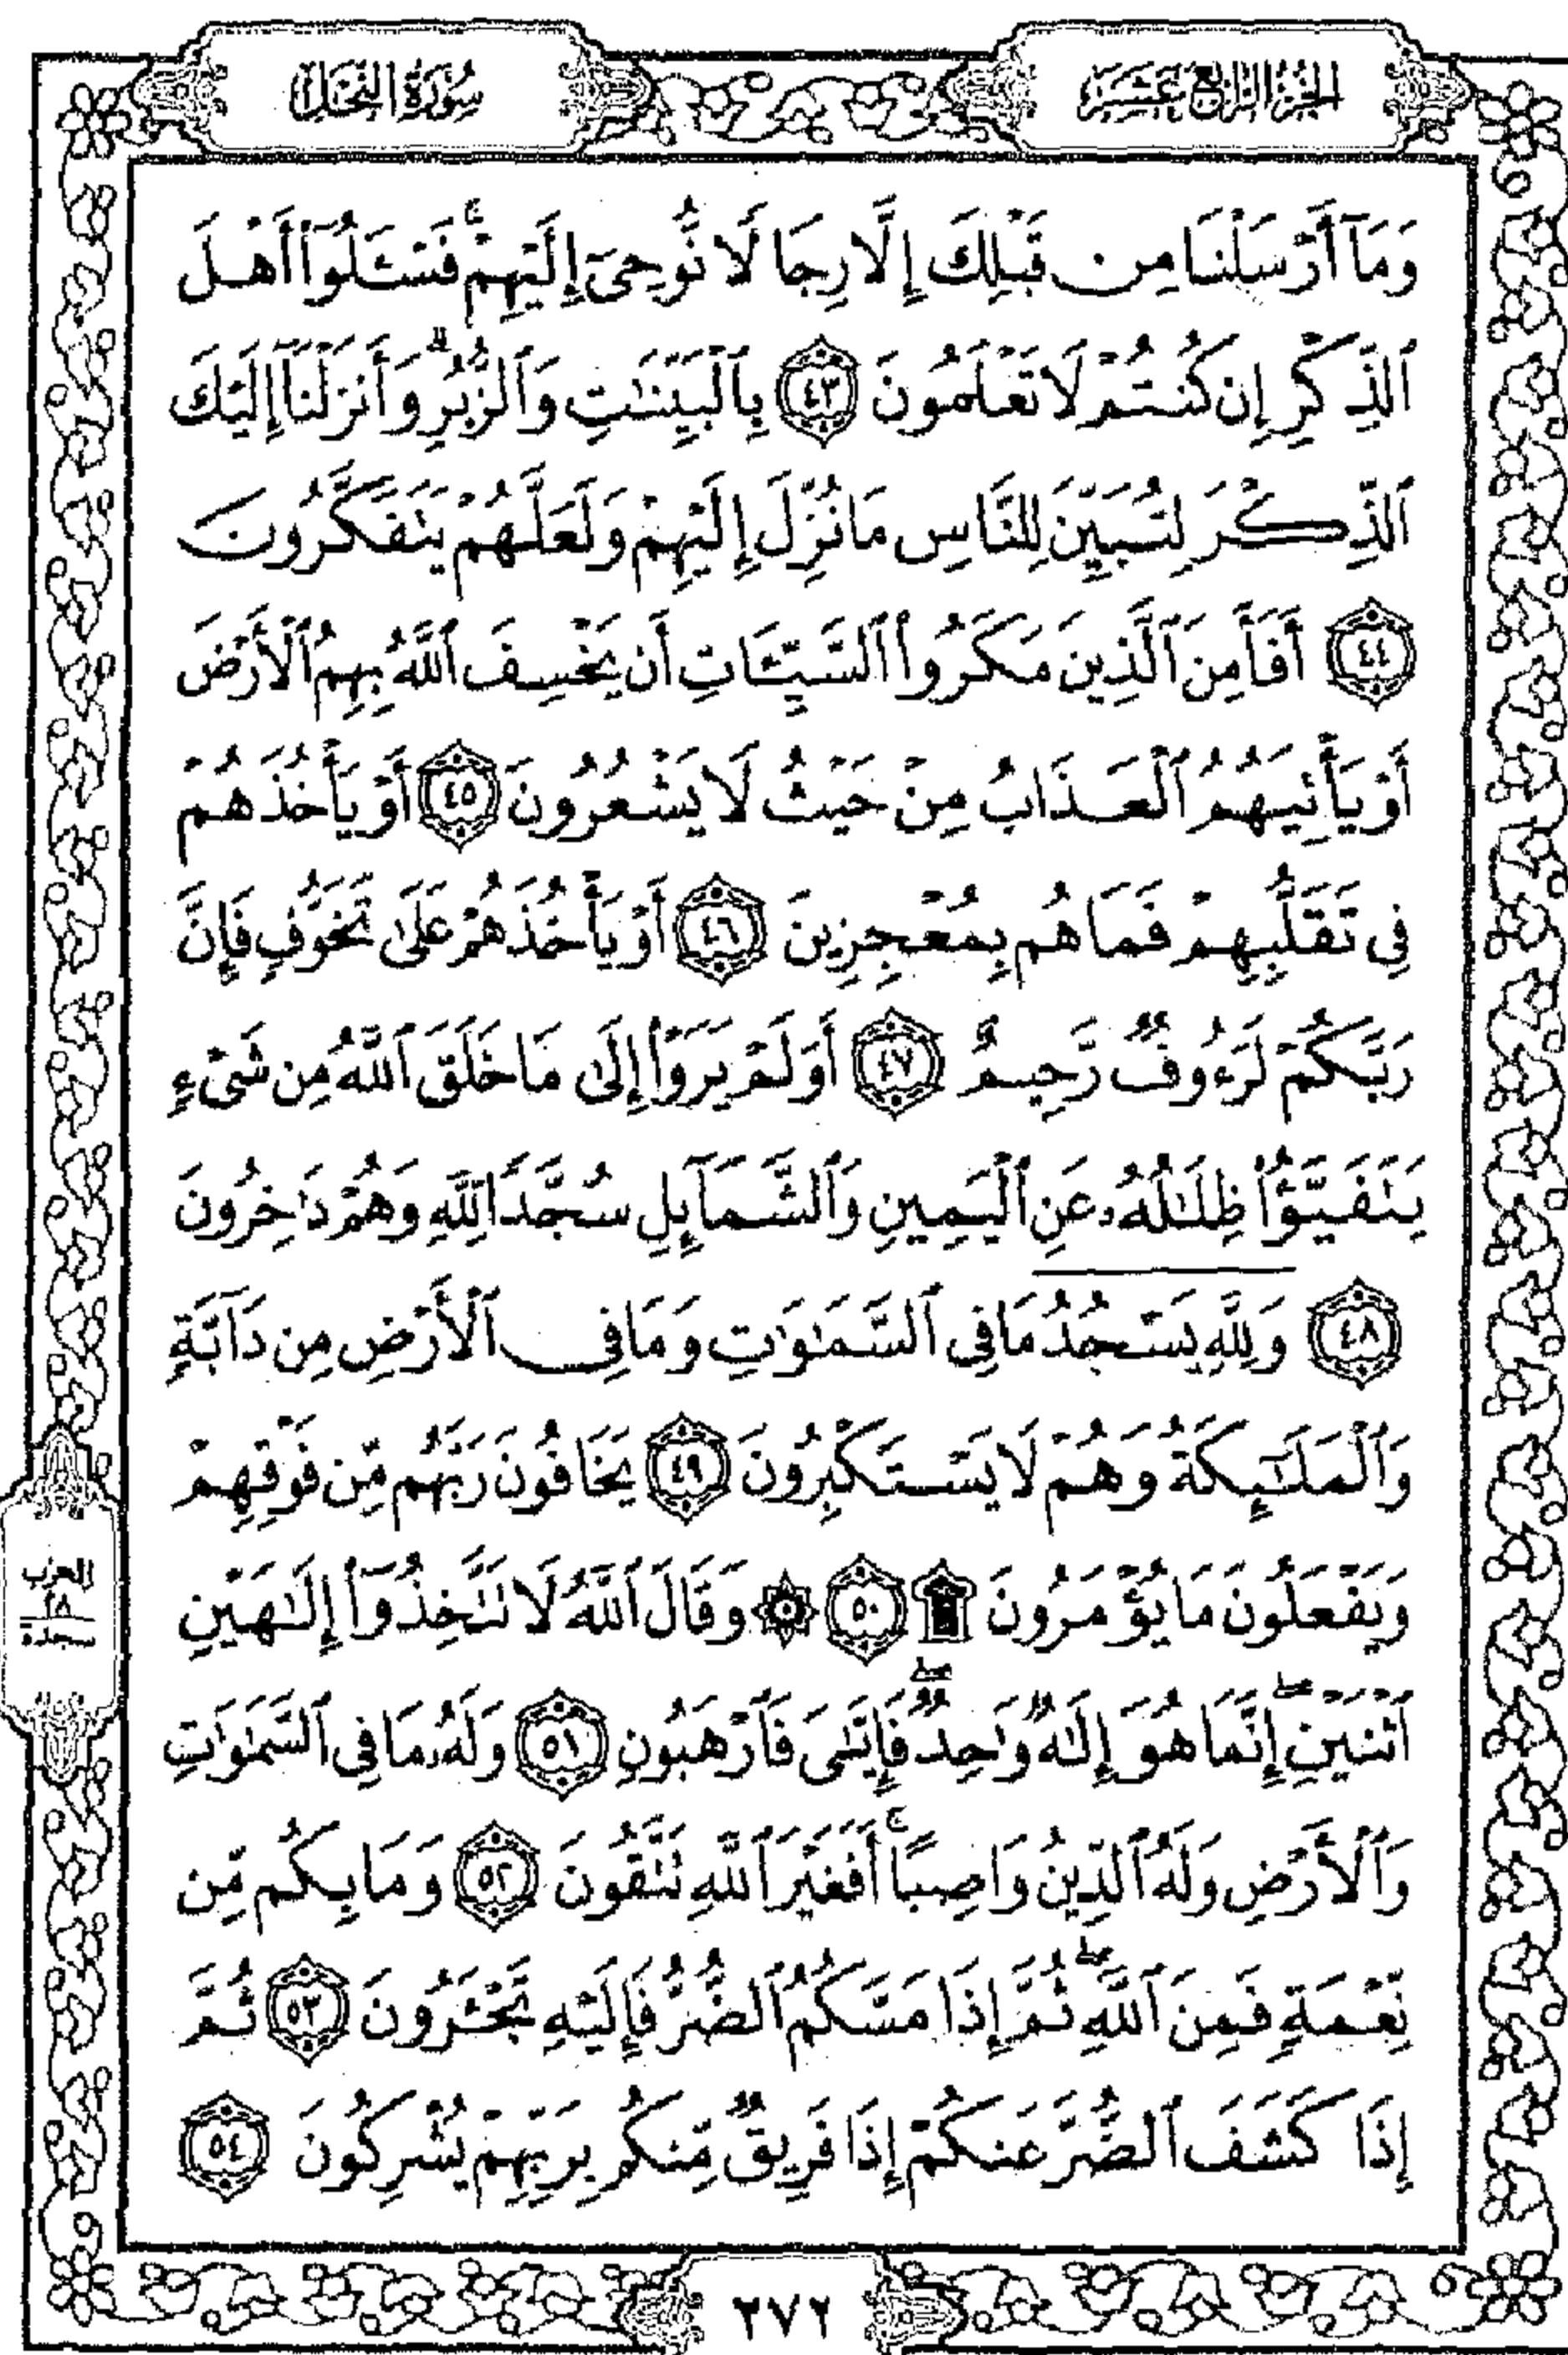 الجزء الرابع عشر
سورة النحل
وَمَآ أَرْسَلْنَا مِن قَبْلِكَ إِلَّا رِجَالًا نُّوحِىٓ إِلَيْهِمْ ۚ فَسْـَٔلُوٓا۟ أَهْلَ
ٱلذِّكْرِ إِن كُنتُمْ لَا تَعْلَمُونَ ٤٣ بِٱلْبَيِّنَـٰتِ وَٱلزُّبُرِ ۗ وَأَنزَلْنَآ إِلَيْكَ
ٱلذِّكْرَ لِتُبَيِّنَ لِلنَّاسِ مَا نُزِّلَ إِلَيْهِمْ وَلَعَلَّهُمْ يَتَفَكَّرُونَ
٤٤ أَفَأَمِنَ ٱلَّذِينَ مَكَرُوا۟ ٱلسَّيِّـَٔاتِ أَن يَخْسِفَ ٱللَّهُ بِهِمُ ٱلْأَرْضَ
أَوْ يَأْتِيَهُمُ ٱلْعَذَابُ مِنْ حَيْثُ لَا يَشْعُرُونَ ٤٥ أَوْ يَأْخُذَهُمْ
فِى تَقَلُّبِهِمْ فَمَا هُم بِمُعْجِزِينَ ٤٦ أَوْ يَأْخُذَهُمْ عَلَىٰ تَخَوُّفٍ فَإِنَّ
رَبَّكُمْ لَرَءُوفٌ رَّحِيمٌ ٤٧ أَوَلَمْ يَرَوْا۟ إِلَىٰ مَا خَلَقَ ٱللَّهُ مِن شَىْءٍ
يَتَفَيَّؤُا۟ ظِلَـٰلُهُۥ عَنِ ٱلْيَمِينِ وَٱلشَّمَآئِلِ سُجَّدًا لِّلَّهِ وَهُمْ دَٰخِرُونَ
٤٨ وَلِلَّهِ يَسْجُدُ مَا فِى ٱلسَّمَـٰوَٰتِ وَمَا فِى ٱلْأَرْضِ مِن دَآبَّةٍ
وَٱلْمَلَـٰٓئِكَةُ وَهُمْ لَا يَسْتَكْبِرُونَ ٤٩ يَخَافُونَ رَبَّهُم مِّن فَوْقِهِمْ
وَيَفْعَلُونَ مَا يُؤْمَرُونَ ۩ ٥٠ ۞ وَقَالَ ٱللَّهُ لَا تَتَّخِذُوٓا۟ إِلَـٰهَيْنِ
ٱثْنَيْنِ ۖ إِنَّمَا هُوَ إِلَـٰهٌ وَٰحِدٌ ۖ فَإِيَّـٰىَ فَٱرْهَبُونِ ٥١ وَلَهُۥ مَا فِى ٱلسَّمَـٰوَٰتِ
وَٱلْأَرْضِ وَلَهُ ٱلدِّينُ وَاصِبًا ۚ أَفَغَيْرَ ٱللَّهِ تَتَّقُونَ ٥٢ وَمَا بِكُم مِّن
نِّعْمَةٍ فَمِنَ ٱللَّهِ ۖ ثُمَّ إِذَا مَسَّكُمُ ٱلضُّرُّ فَإِلَيْهِ تَجْـَٔرُونَ ٥٣ ثُمَّ
إِذَا كَشَفَ ٱلضُّرَّ عَنكُمْ إِذَا فَرِيقٌ مِّنكُم بِرَبِّهِمْ يُشْرِكُونَ ٥٤
الحزب
٢٨
سجدة
٢٧٢